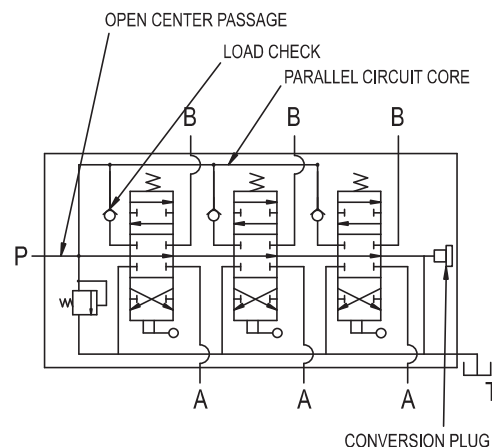 OPEN CENTER PASSAGE
LOAD CHECK
PARALLEL CIRCUIT CORE
B B B
P
A A A
T
CONVERSION PLUG